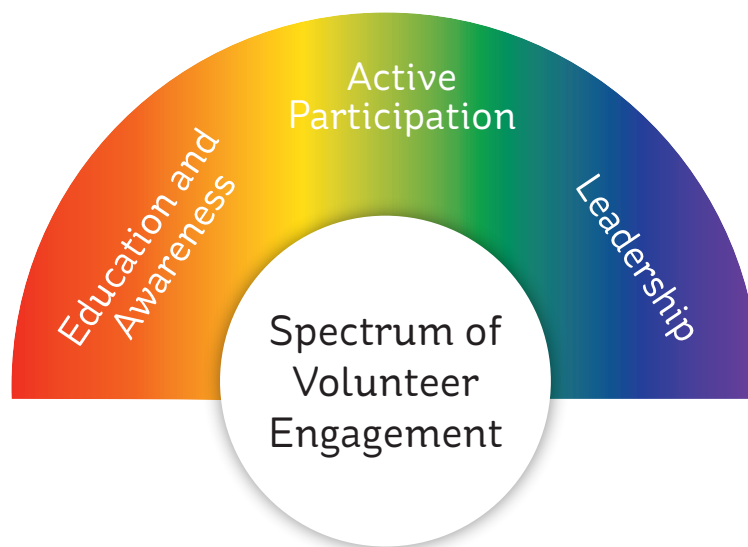 Education and
Awareness
Active
Participation
Leadership
Spectrum of
Volunteer
Engagement